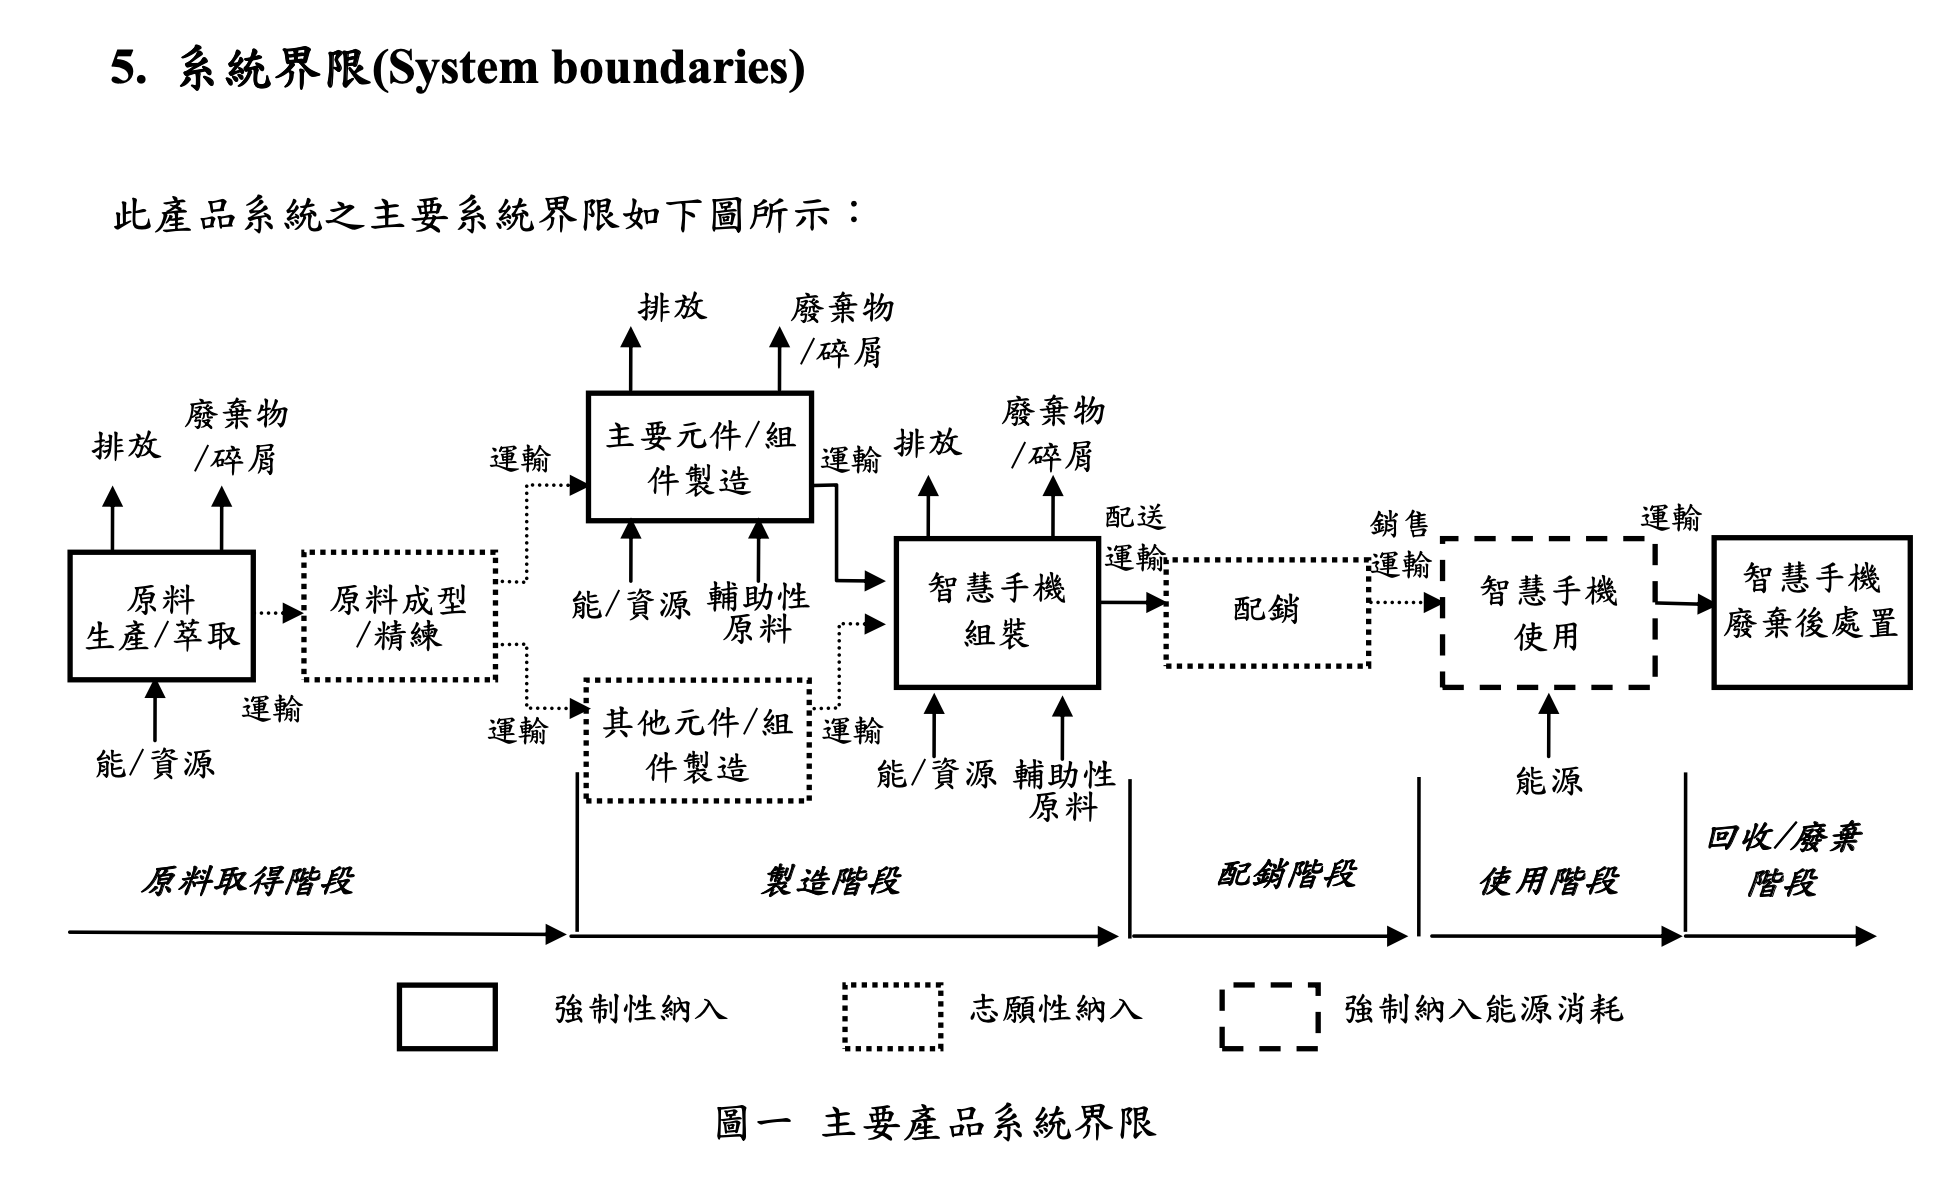 5. 系統界限(System boundaries)
此產品系統之主要系統界限如下圖所示：
排放
廢棄物
/碎屑
原料
生產/萃取
能/資源
運輸
原料成型
/精練
運輸
運輸
排放
廢棄物
/碎屑
主要元件/組
件製造
能/資源
輔助性
原料
運輸
其他元件/組
件製造
運輸
排放
廢棄物
/碎屑
智慧手機
組裝
能/資源
輔助性
原料
配送
運輸
配銷
銷售
運輸
智慧手機
使用
能源
運輸
智慧手機
廢棄後處置
原料取得階段
製造階段
配銷階段
使用階段
回收/廢棄
階段
強制性納入
志願性納入
強制納入能源消耗
圖一 主要產品系統界限